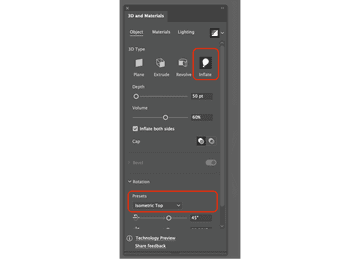 3D and Materials
Object Materials Lighting
3D Type
Plane Extrude Revolve Inflate
Depth
50 pt
Volume
60%
Inflate both sides
Cap
Bevel
Rotation
Presets
Isometric Top
45°
Technology Preview
Share feedback